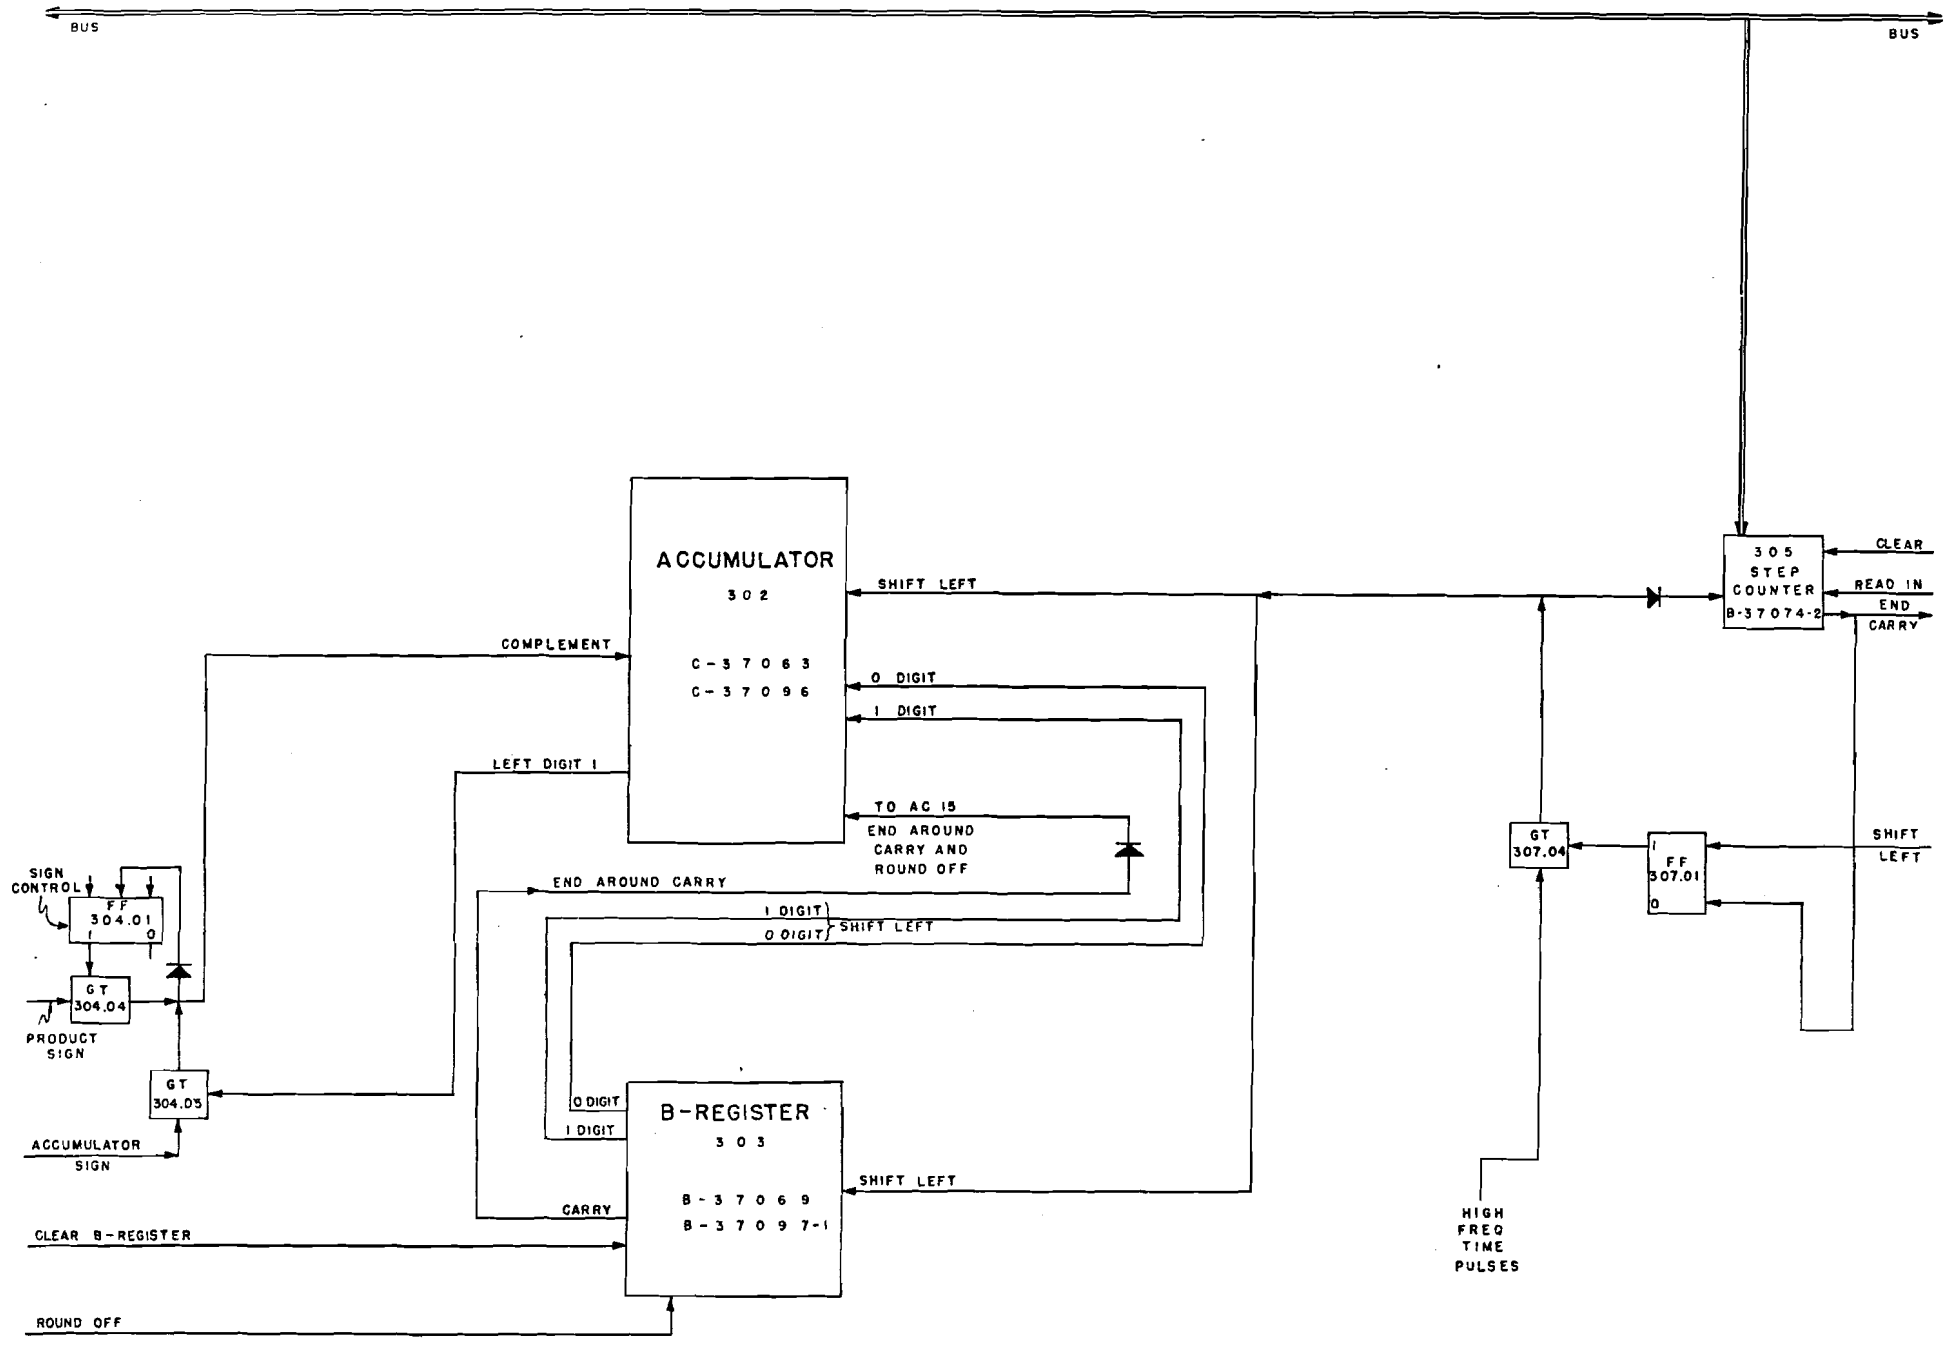 BUS
BUS
ACCUMULATOR
302
C-37063
C-37096
SHIFT LEFT
305
STEP
COUNTER
B-37074-2
CLEAR
READ IN
END
CARRY
COMPLEMENT
0 DIGIT
1 DIGIT
LEFT DIGIT 1
TO AC 15
END AROUND
CARRY AND
ROUND OFF
END AROUND CARRY
1 DIGIT
0 DIGIT
SHIFT LEFT
GT
307.04
1
FF
307.01
0
SHIFT
LEFT
SIGN
CONTROL
FF
304.01
1 0
GT
304.04
PRODUCT
SIGN
GT
304.03
ACCUMULATOR
SIGN
0 DIGIT
1 DIGIT
B-REGISTER
303
B-37069
B-37097-1
SHIFT LEFT
CARRY
CLEAR B-REGISTER
ROUND OFF
HIGH
FREQ
TIME
PULSES